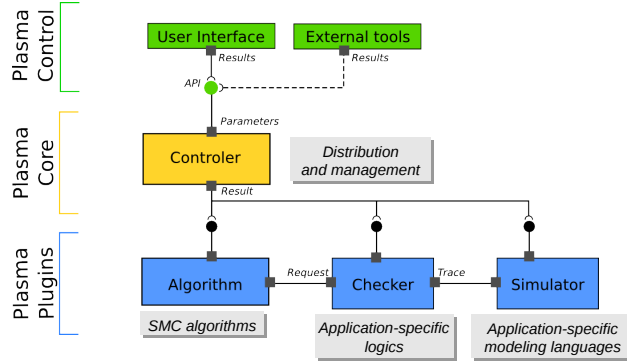 Plasma
Control
User Interface
External tools
Results
Results
API
Parameters
Plasma
Core
Controler
Distribution
and management
Result
Plasma
Plugins
Algorithm
Request
Checker
Trace
Simulator
SMC algorithms
Application-specific
logics
Application-specific
modeling languages